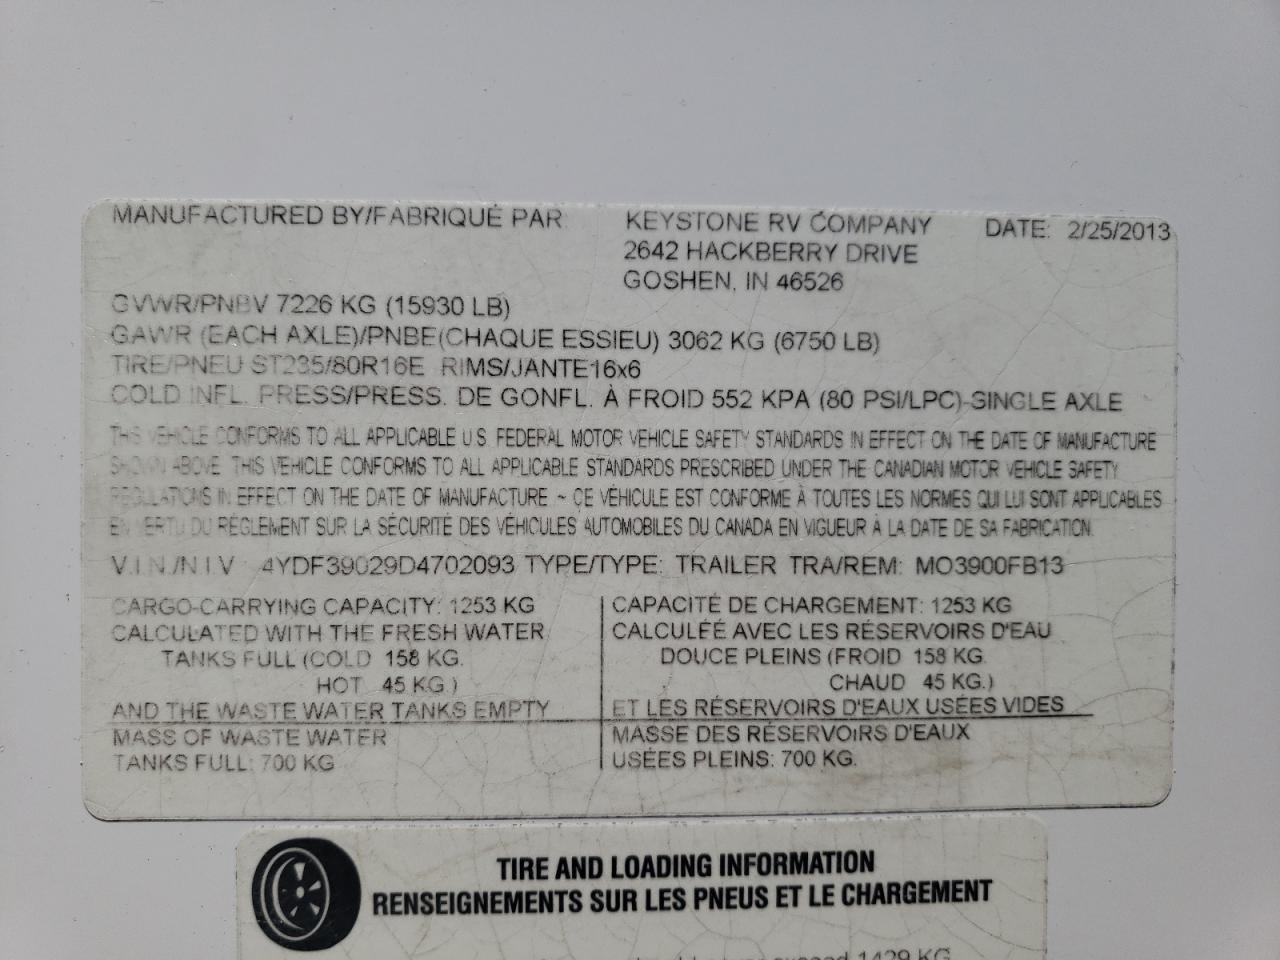 MANUFACTURED BY/FABRIQUÉ PAR KEYSTONE RV COMPANY DATE: 2/25/2013
2642 HACKBERRY DRIVE
GOSHEN, IN 46526
GVWR/PNBV 7226 KG (15930 LB)
GAWR (EACH AXLE)/PNBE(CHAQUE ESSIEU) 3062 KG (6750 LB)
TIRE/PNEU ST235/80R16E RIMS/JANTE16x6
COLD INFL. PRESS/PRESS. DE GONFL. À FROID 552 KPA (80 PSI/LPC)-SINGLE AXLE
THIS VEHICLE CONFORMS TO ALL APPLICABLE U.S. FEDERAL MOTOR VEHICLE SAFETY STANDARDS IN EFFECT ON THE DATE OF MANUFACTURE
SHOWN ABOVE. THIS VEHICLE CONFORMS TO ALL APPLICABLE STANDARDS PRESCRIBED UNDER THE CANADIAN MOTOR VEHICLE SAFETY
REGULATIONS IN EFFECT ON THE DATE OF MANUFACTURE ~ ÇE VÉHICULE EST CONFORME À TOUTES LES NORMES QUI LUI SONT APPLICABLES
EN VERTU DU RÉGLEMENT SUR LA SÉCURITÉ DES VÉHICULES AUTOMOBILES DU CANADA EN VIGUEUR À LA DATE DE SA FABRICATION.
V.I.N./N.I.V 4YDF39029D4702093 TYPE/TYPE: TRAILER TRA/REM: MO3900FB13
CARGO-CARRYING CAPACITY: 1253 KG
CALCULATED WITH THE FRESH WATER
TANKS FULL (COLD 158 KG.
HOT 45 KG.)
AND THE WASTE WATER TANKS EMPTY
MASS OF WASTE WATER
TANKS FULL: 700 KG
CAPACITÉ DE CHARGEMENT: 1253 KG
CALCULÉE AVEC LES RÉSERVOIRS D'EAU
DOUCE PLEINS (FROID 158 KG.
CHAUD 45 KG.)
ET LES RÉSERVOIRS D'EAUX USÉES VIDES
MASSE DES RÉSERVOIRS D'EAUX
USÉES PLEINS: 700 KG.
TIRE AND LOADING INFORMATION
RENSEIGNEMENTS SUR LES PNEUS ET LE CHARGEMENT
exceed 1429 KG